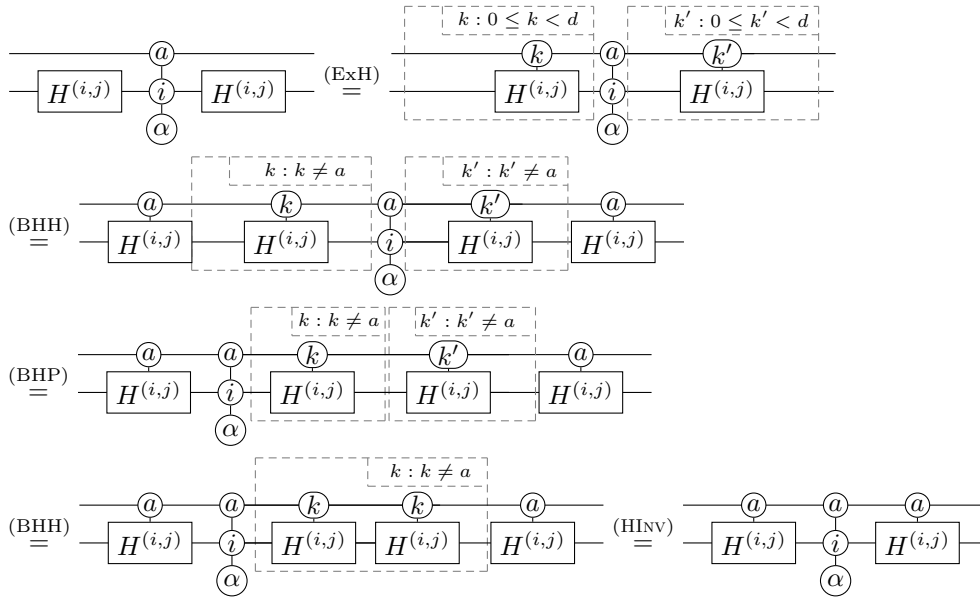 k : 0 ≤ k < d k′ : 0 ≤ k′ < d
a (ExH) k a k′
H^{(i,j)} i H^{(i,j)} = H^{(i,j)} i H^{(i,j)}
α α
k : k ≠ a k′ : k′ ≠ a
(BHH) a k a k′ a
= H^{(i,j)} H^{(i,j)} i H^{(i,j)} H^{(i,j)}
α
k : k ≠ a k′ : k′ ≠ a
(BHP) a a k k′ a
= H^{(i,j)} i H^{(i,j)} H^{(i,j)} H^{(i,j)}
α
k : k ≠ a
(BHH) a a k k a (HInv) a a a
= H^{(i,j)} i H^{(i,j)} H^{(i,j)} H^{(i,j)} = H^{(i,j)} i H^{(i,j)}
α α